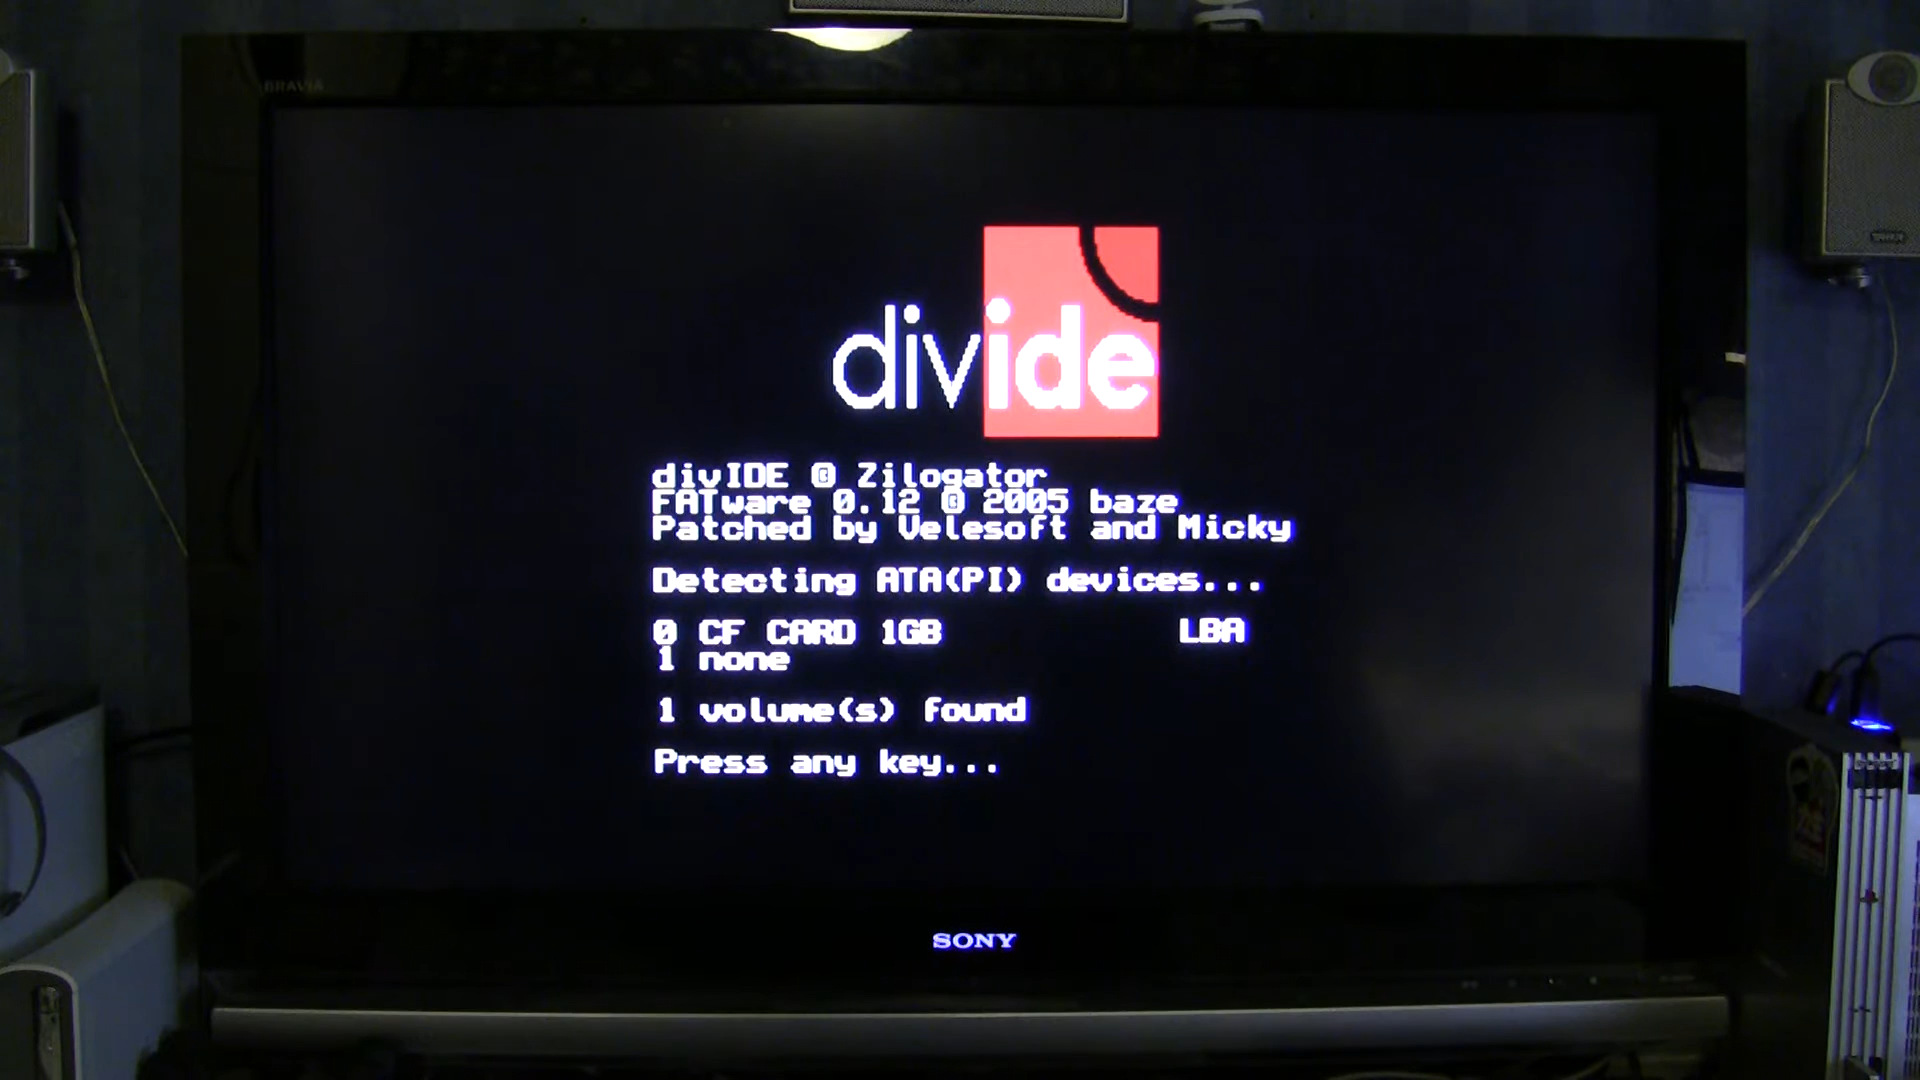 BRAVIA
divide
divIDE © Zilogator
FATware 0.12 © 2005 baze
Patched by Velesoft and Micky
Detecting ATA(PI) devices...
0 CF CARD 1GB LBA
1 none
1 volume(s) found
Press any key...
SONY